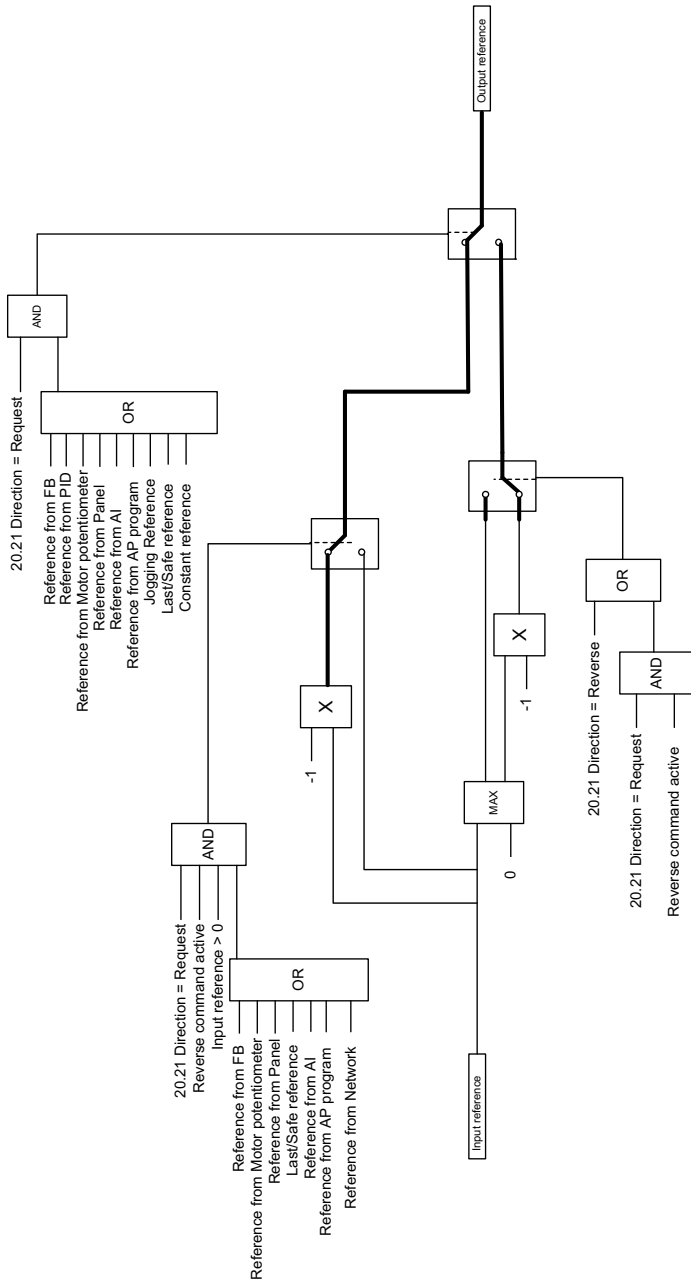 20.21 Direction = Request
AND
Reference from FB
Reference from PID
Reference from Motor potentiometer
Reference from Panel
Reference from AI
Reference from AP program
Jogging Reference
Last/Safe reference
Constant reference
OR
Output reference
20.21 Direction = Request
Reverse command active
Input reference > 0
AND
Reference from FB
Reference from Motor potentiometer
Reference from Panel
Last/Safe reference
Reference from AI
Reference from AP program
Reference from Network
OR
-1
X
Input reference
0
MAX
-1
X
20.21 Direction = Reverse
OR
20.21 Direction = Request
Reverse command active
AND